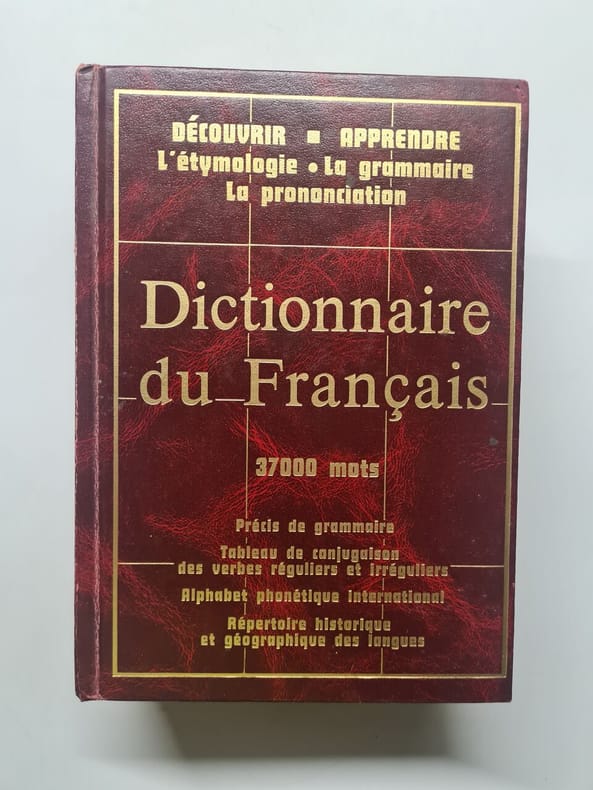 DÉCOUVRIR ■ APPRENDRE
L'étymologie • La grammaire
La prononciation
Dictionnaire
du Français
37000 mots
Précis de grammaire
Tableau de conjugaison
des verbes réguliers et irréguliers
Alphabet phonétique international
Répertoire historique
et géographique des langues